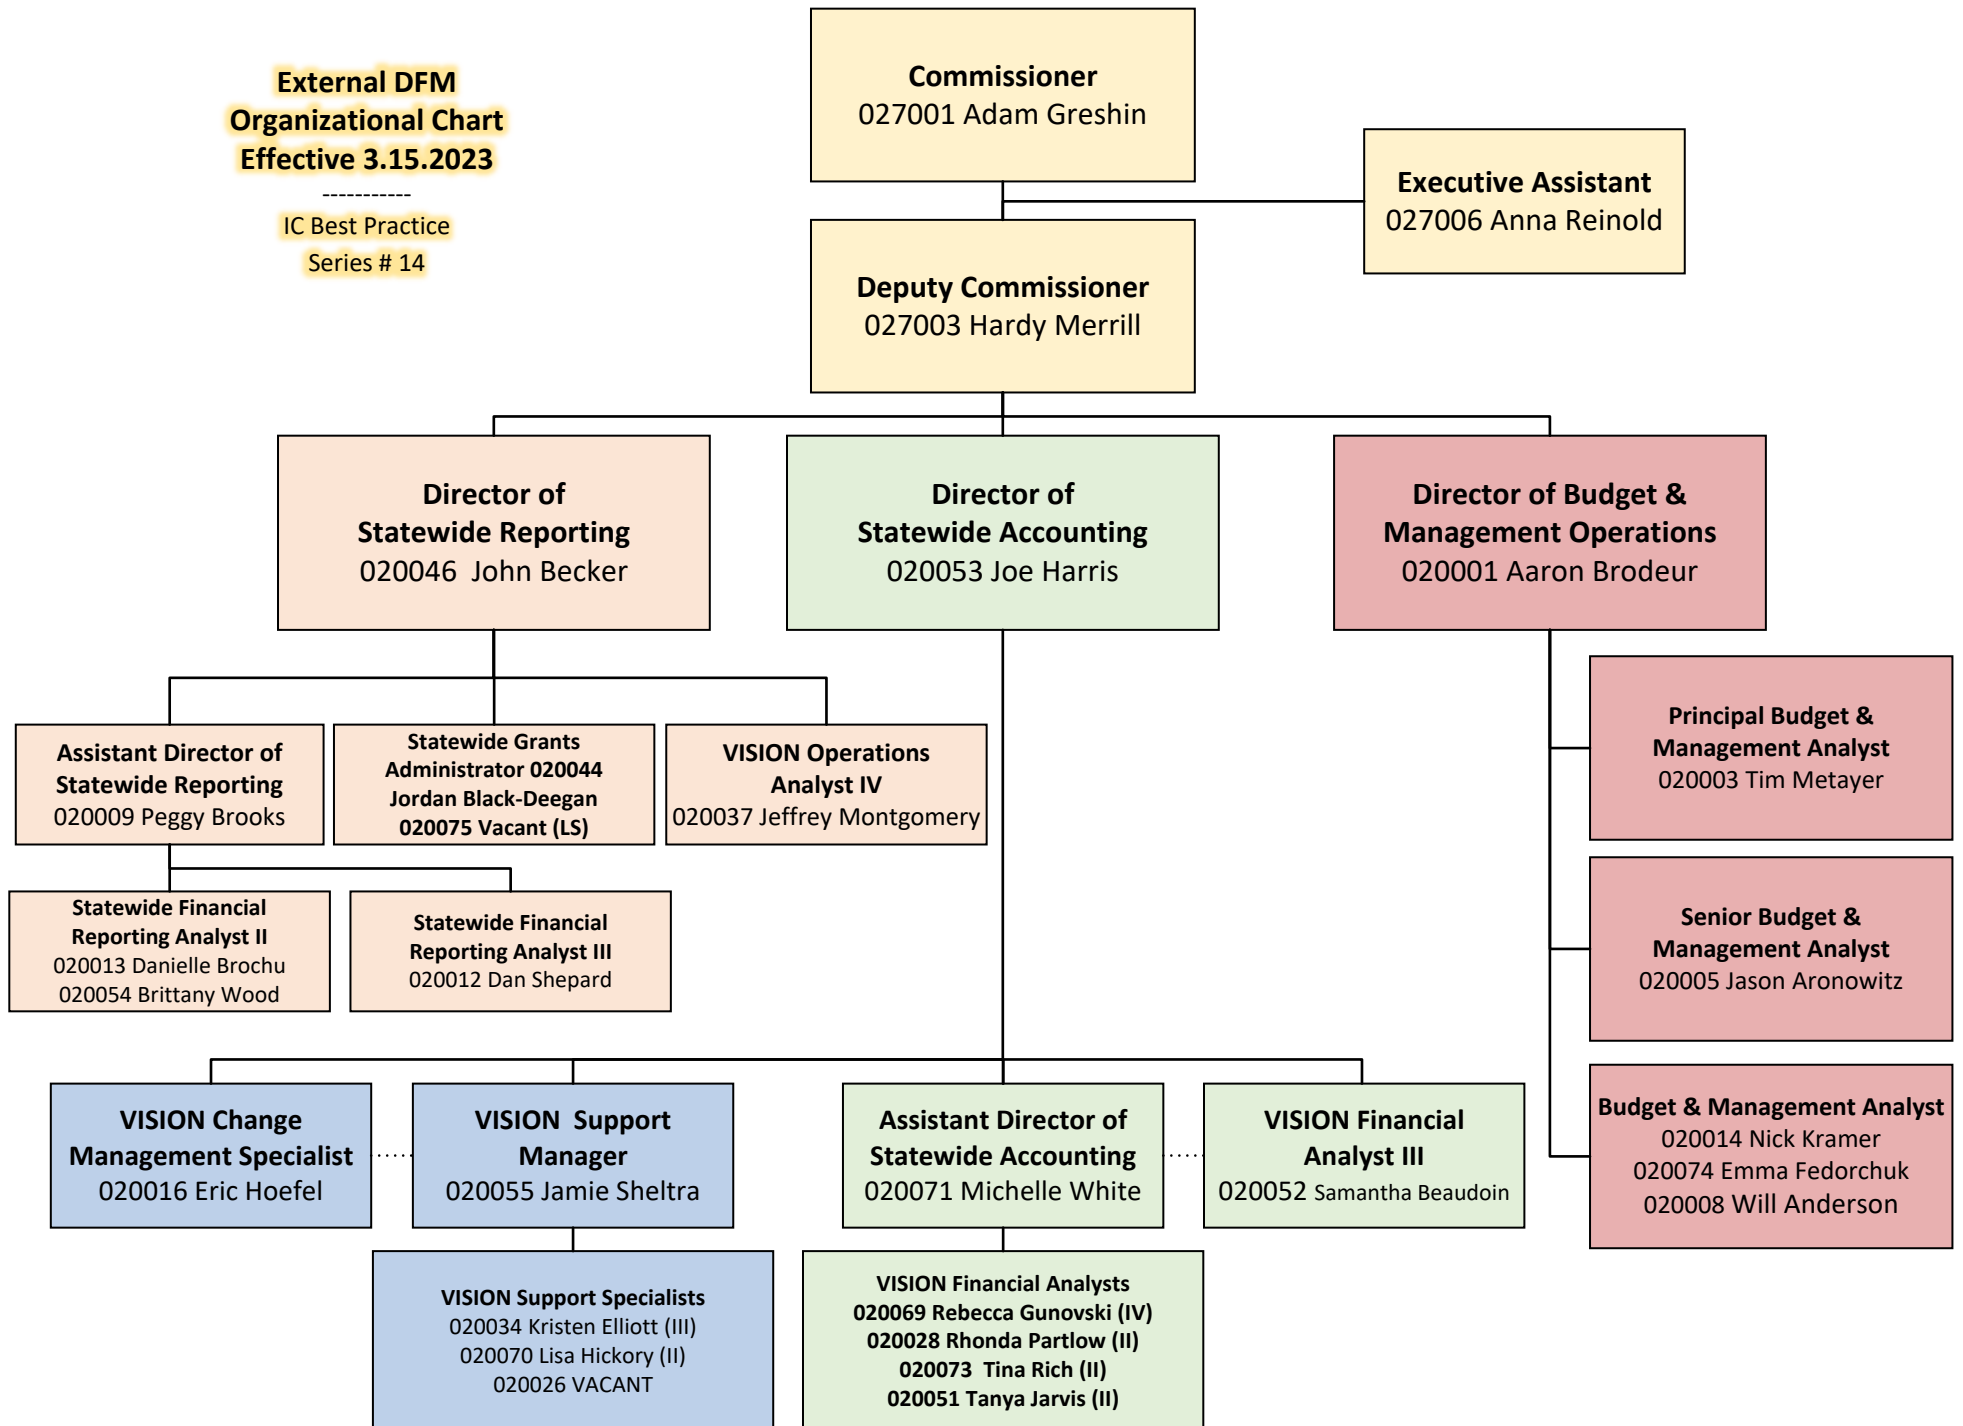 External DFM
Organizational Chart
Effective 3.15.2023
-----------
IC Best Practice
Series # 14
Commissioner
027001 Adam Greshin
Executive Assistant
027006 Anna Reinold
Deputy Commissioner
027003 Hardy Merrill
Director of
Statewide Reporting
020046 John Becker
Director of
Statewide Accounting
020053 Joe Harris
Director of Budget &
Management Operations
020001 Aaron Brodeur
Assistant Director of
Statewide Reporting
020009 Peggy Brooks
Statewide Grants
Administrator 020044
Jordan Black-Deegan
020075 Vacant (LS)
VISION Operations
Analyst IV
020037 Jeffrey Montgomery
Principal Budget &
Management Analyst
020003 Tim Metayer
Statewide Financial
Reporting Analyst II
020013 Danielle Brochu
020054 Brittany Wood
Statewide Financial
Reporting Analyst III
020012 Dan Shepard
Senior Budget &
Management Analyst
020005 Jason Aronowitz
VISION Change
Management Specialist
020016 Eric Hoefel
VISION Support
Manager
020055 Jamie Sheltra
Assistant Director of
Statewide Accounting
020071 Michelle White
VISION Financial
Analyst III
020052 Samantha Beaudoin
Budget & Management Analyst
020014 Nick Kramer
020074 Emma Fedorchuk
020008 Will Anderson
VISION Support Specialists
020034 Kristen Elliott (III)
020070 Lisa Hickory (II)
020026 VACANT
VISION Financial Analysts
020069 Rebecca Gunovski (IV)
020028 Rhonda Partlow (II)
020073 Tina Rich (II)
020051 Tanya Jarvis (II)